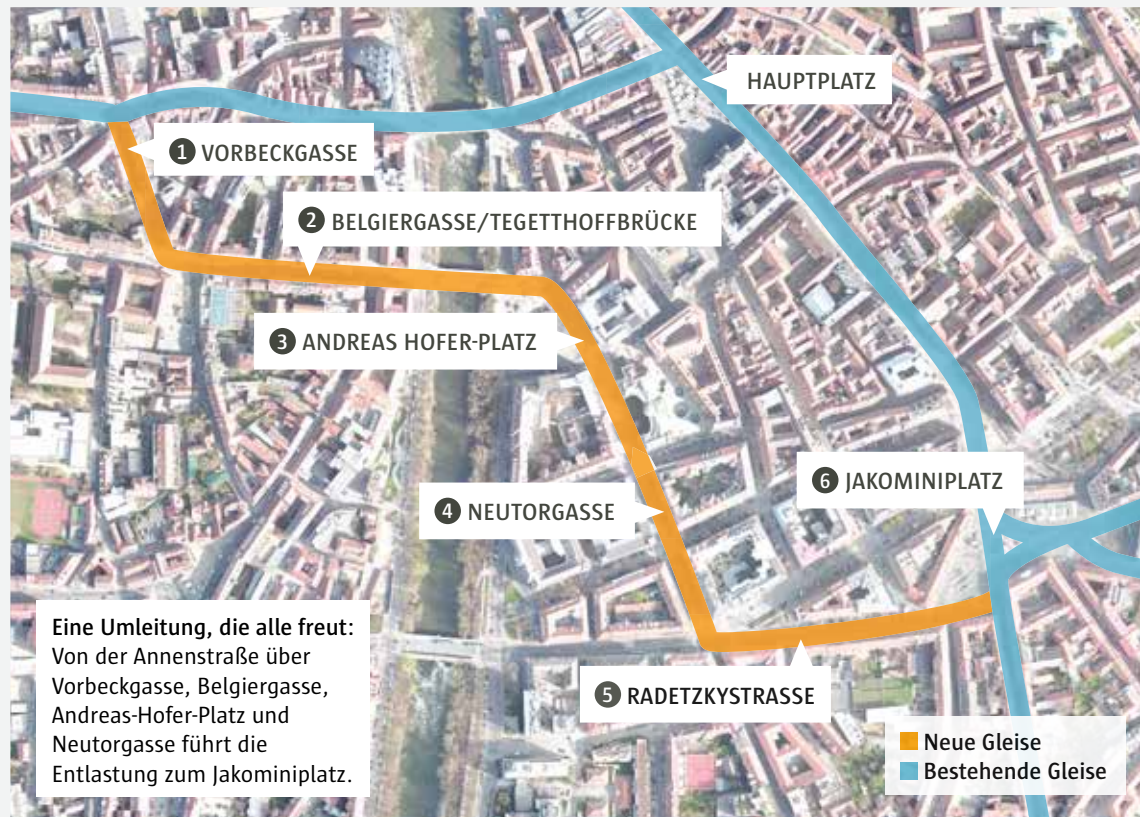 HAUPTPLATZ
1 VORBECKGASSE
2 BELGIERGASSE/TEGETTHOFFBRÜCKE
3 ANDREAS HOFER-PLATZ
6 JAKOMINIPLATZ
4 NEUTORGASSE
5 RADETZKYSTRASSE
Eine Umleitung, die alle freut:
Von der Annenstraße über
Vorbeckgasse, Belgiergasse,
Andreas-Hofer-Platz und
Neutorgasse führt die
Entlastung zum Jakominiplatz.
Neue Gleise
Bestehende Gleise